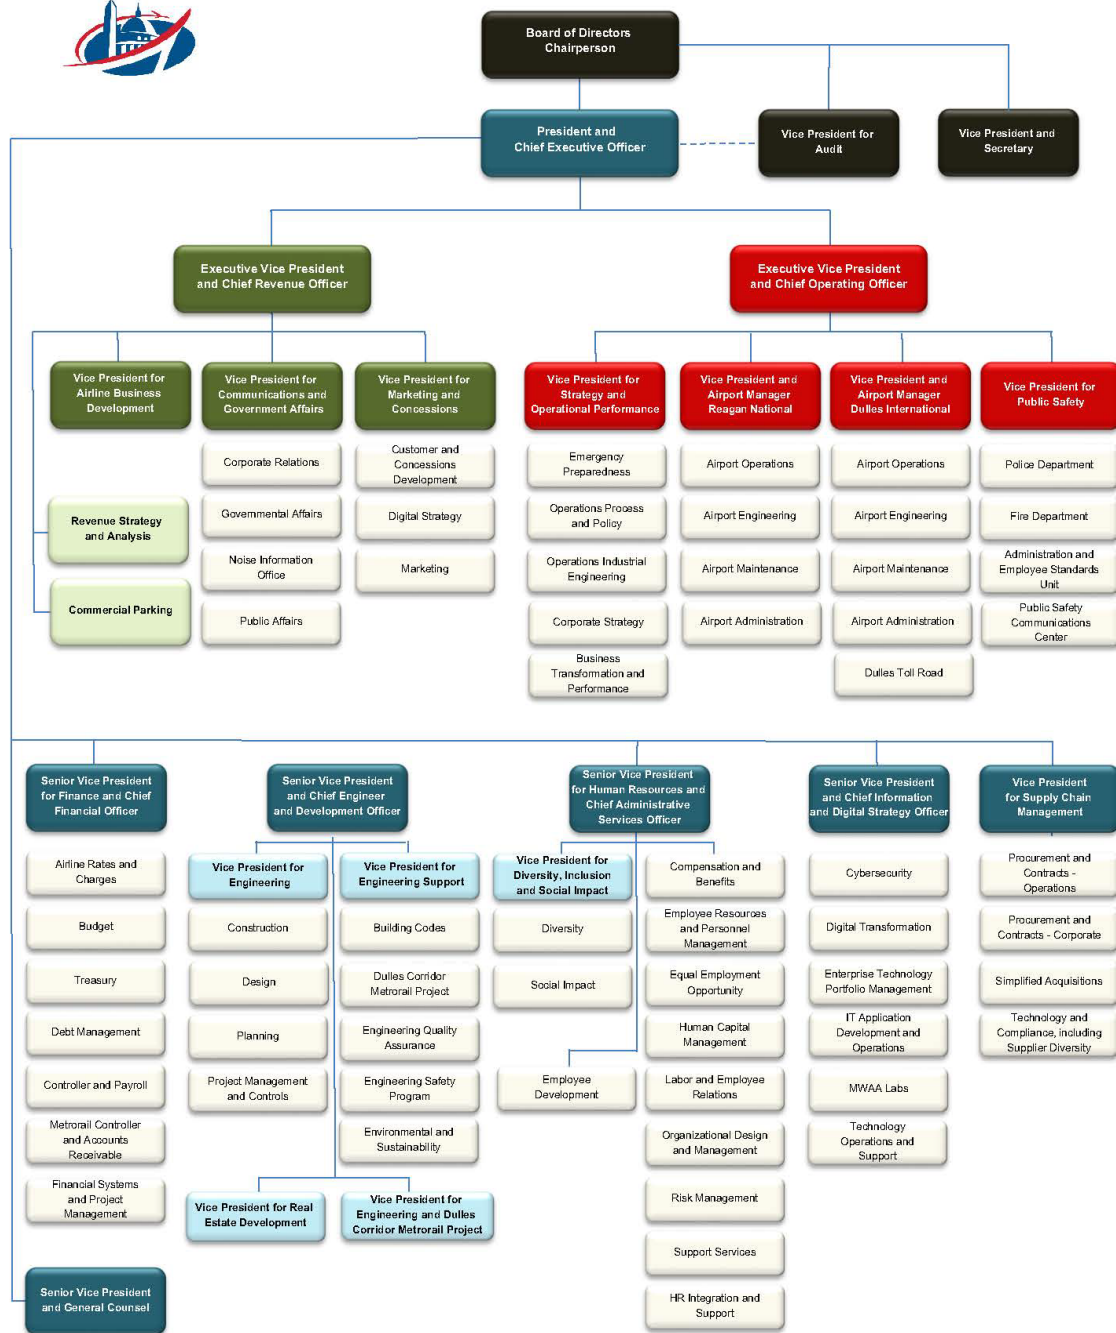 Board of Directors
Chairperson
President and
Chief Executive Officer
Vice President for
Audit
Vice President and
Secretary
Executive Vice President
and Chief Revenue Officer
Executive Vice President
and Chief Operating Officer
Vice President for
Airline Business
Development
Vice President for
Communications and
Government Affairs
Vice President for
Marketing and
Concessions
Vice President for
Strategy and
Operational Performance
Vice President and
Airport Manager
Reagan National
Vice President and
Airport Manager
Dulles International
Vice President for
Public Safety
Revenue Strategy
and Analysis
Commercial Parking
Corporate Relations
Governmental Affairs
Noise Information
Office
Public Affairs
Customer and
Concessions
Development
Digital Strategy
Marketing
Emergency
Preparedness
Operations Process
and Policy
Operations Industrial
Engineering
Corporate Strategy
Business
Transformation and
Performance
Airport Operations
Airport Engineering
Airport Maintenance
Airport Administration
Airport Operations
Airport Engineering
Airport Maintenance
Airport Administration
Dulles Toll Road
Police Department
Fire Department
Administration and
Employee Standards
Unit
Public Safety
Communications
Center
Senior Vice President
for Finance and Chief
Financial Officer
Senior Vice President
and Chief Engineer
and Development Officer
Senior Vice President
for Human Resources and
Chief Administrative
Services Officer
Senior Vice President
and Chief Information
and Digital Strategy Officer
Vice President
for Supply Chain
Management
Airline Rates and
Charges
Budget
Treasury
Debt Management
Controller and Payroll
Metrorail Controller
and Accounts
Receivable
Financial Systems
and Project
Management
Vice President for
Engineering
Construction
Design
Planning
Project Management
and Controls
Vice President for
Engineering Support
Building Codes
Dulles Corridor
Metrorail Project
Engineering Quality
Assurance
Engineering Safety
Program
Environmental and
Sustainability
Vice President for Real
Estate Development
Vice President for
Engineering and Dulles
Corridor Metrorail Project
Vice President for
Diversity, Inclusion
and Social Impact
Diversity
Social Impact
Employee
Development
Compensation and
Benefits
Employee Resources
and Personnel
Management
Equal Employment
Opportunity
Human Capital
Management
Labor and Employee
Relations
Organizational Design
and Management
Risk Management
Support Services
HR Integration and
Support
Cybersecurity
Digital Transformation
Enterprise Technology
Portfolio Management
IT Application
Development and
Operations
MWAA Labs
Technology
Operations and
Support
Procurement and
Contracts -
Operations
Procurement and
Contracts - Corporate
Simplified Acquisitions
Technology and
Compliance, including
Supplier Diversity
Senior Vice President
and General Counsel